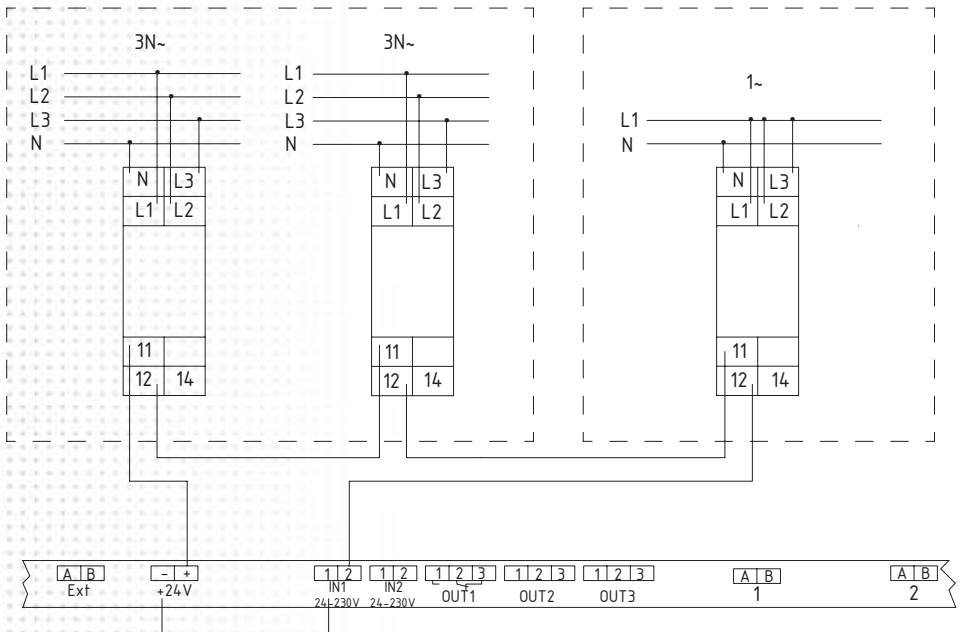 3N~ 3N~
L1 L1
L2 L2 1~
L3 L3 L1
N N N
N L3 N L3 N L3
L1 L2 L1 L2 L1 L2
11 11 11
12 14 12 14 12 14
A B - + 1 2 1 2 1 2 3 1 2 3 1 2 3 A B A B
Ext +24V IN1 IN2 OUT1 OUT2 OUT3 1 2
24-230V 24-230V